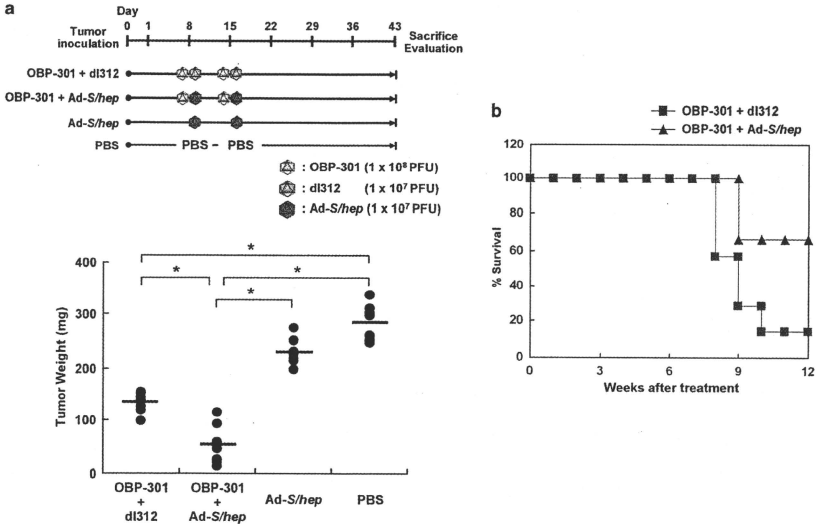 a
Day
Tumor inoculation
0 1 8 15 22 29 36 43
Sacrifice Evaluation
OBP-301 + dl312
OBP-301 + Ad-S/hep
Ad-S/hep
PBS
PBS – PBS
: OBP-301 (1 x 10⁸ PFU)
: dl312 (1 x 10⁷ PFU)
: Ad-S/hep (1 x 10⁷ PFU)
Tumor Weight (mg)
400
300
200
100
0
*
* *
*
OBP-301 + dl312
OBP-301 + Ad-S/hep
Ad-S/hep
PBS
b
OBP-301 + dl312
OBP-301 + Ad-S/hep
% Survival
120
100
80
60
40
20
0
0 3 6 9 12
Weeks after treatment